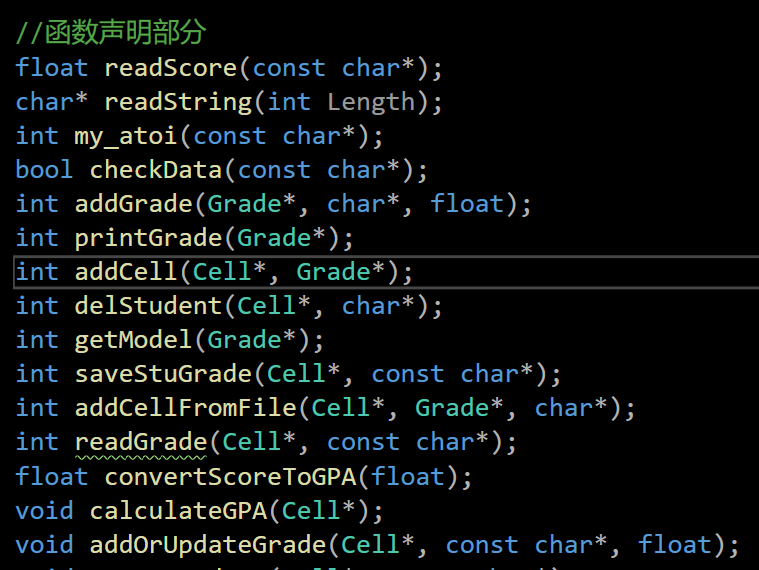 //函数声明部分
float readScore(const char*);
char* readString(int Length);
int my_atoi(const char*);
bool checkData(const char*);
int addGrade(Grade*, char*, float);
int printGrade(Grade*);
int addCell(Cell*, Grade*);
int delStudent(Cell*, char*);
int getModel(Grade*);
int saveStuGrade(Cell*, const char*);
int addCellFromFile(Cell*, Grade*, char*);
int readGrade(Cell*, const char*);
float convertScoreToGPA(float);
void calculateGPA(Cell*);
void addOrUpdateGrade(Cell*, const char*, float);